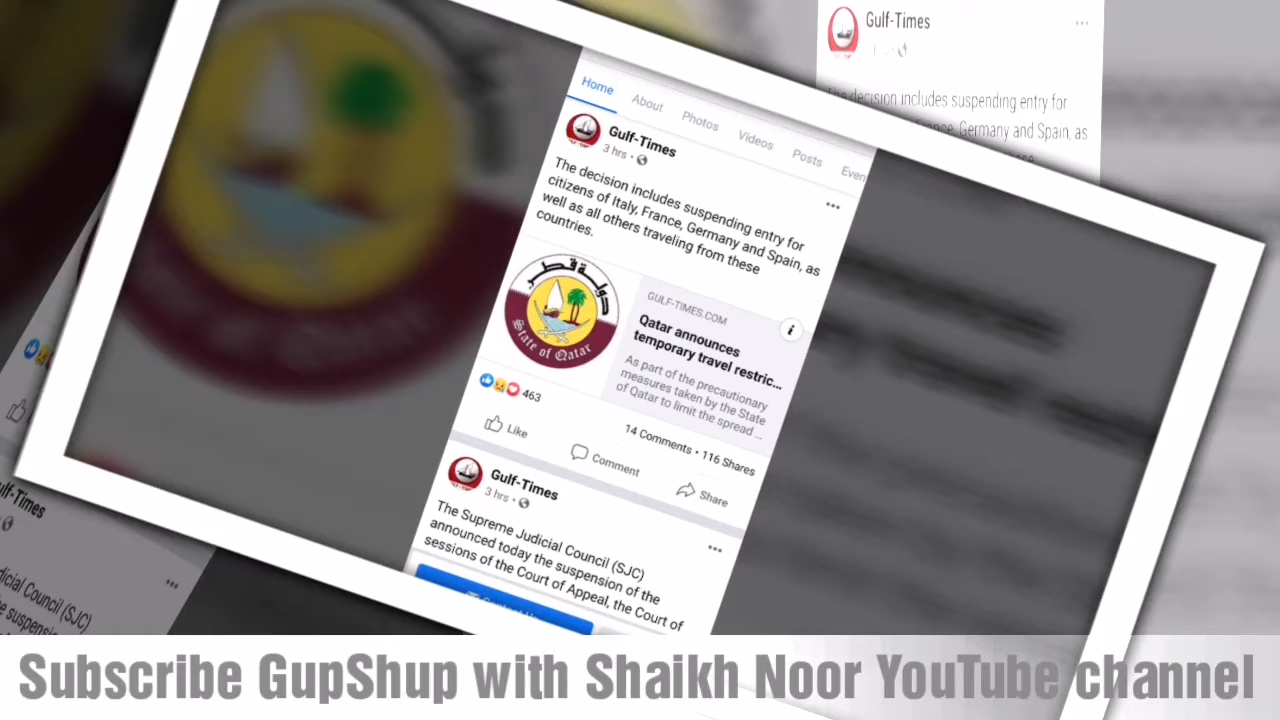 Gulf-Times
decision includes suspending entry for
Germany and Spain, as
Home About Photos Videos Posts Even
Gulf-Times
3 hrs
The decision includes suspending entry for
citizens of Italy, France, Germany and Spain, as
well as all others traveling from these
countries.
دولة قطر
State of Qatar
GULF-TIMES.COM
Qatar announces
temporary travel restric...
As part of the precautionary
measures taken by the State
of Qatar to limit the spread ...
463
14 Comments • 116 Shares
Like Comment Share
Gulf-Times
3 hrs
The Supreme Judicial Council (SJC)
announced today the suspension of the
sessions of the Court of Appeal, the Court of
Council (SJC)
Subscribe GupShup with Shaikh Noor YouTube channel